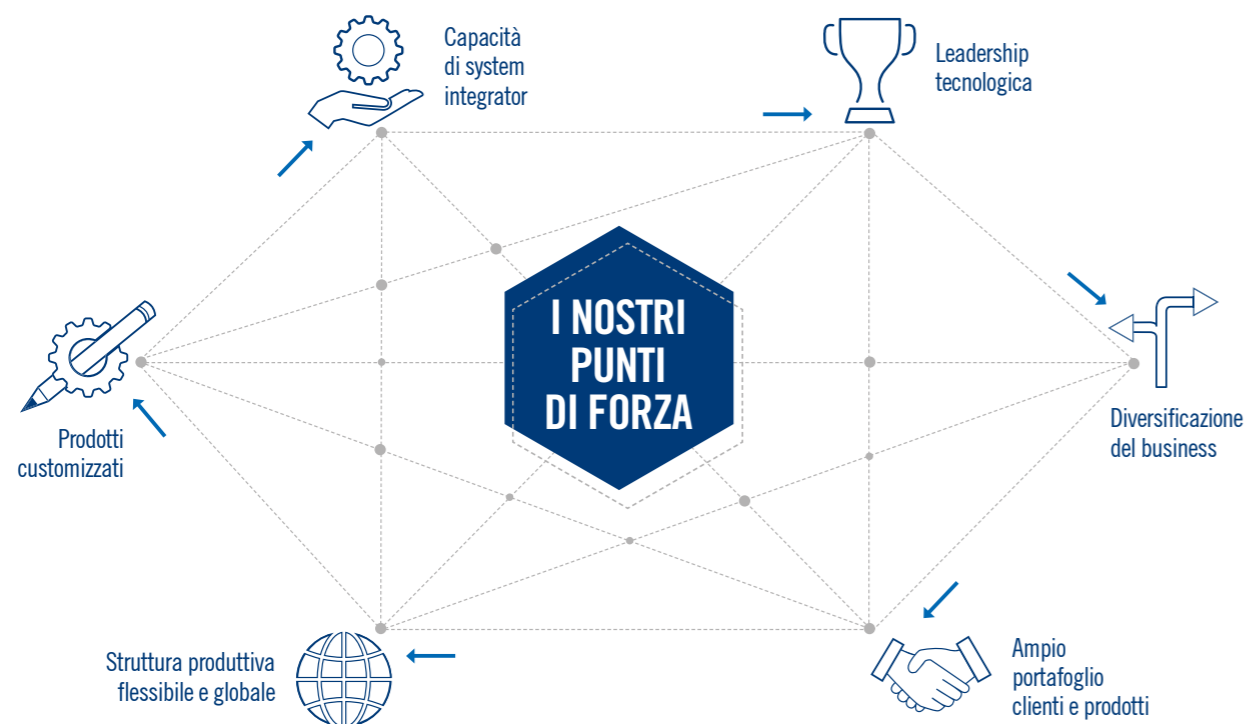 Capacità
di system
integrator
Leadership
tecnologica
I NOSTRI
PUNTI
DI FORZA
Prodotti
customizzati
Diversificazione
del business
Struttura produttiva
flessibile e globale
Ampio
portafoglio
clienti e prodotti